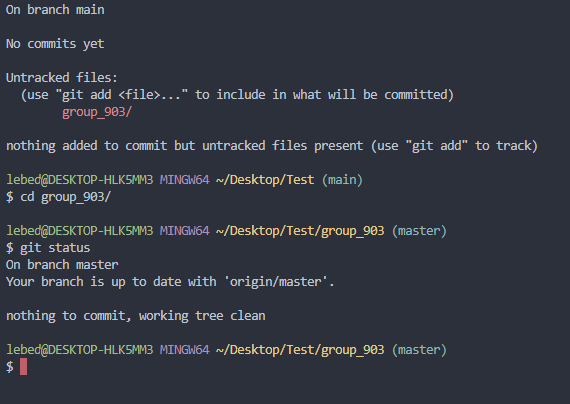 On branch main
No commits yet
Untracked files:
(use "git add <file>..." to include in what will be committed)
group_903/
nothing added to commit but untracked files present (use "git add" to track)
lebed@DESKTOP-HLK5MM3 MINGW64 ~/Desktop/Test (main)
$ cd group_903/
lebed@DESKTOP-HLK5MM3 MINGW64 ~/Desktop/Test/group_903 (master)
$ git status
On branch master
Your branch is up to date with 'origin/master'.
nothing to commit, working tree clean
lebed@DESKTOP-HLK5MM3 MINGW64 ~/Desktop/Test/group_903 (master)
$